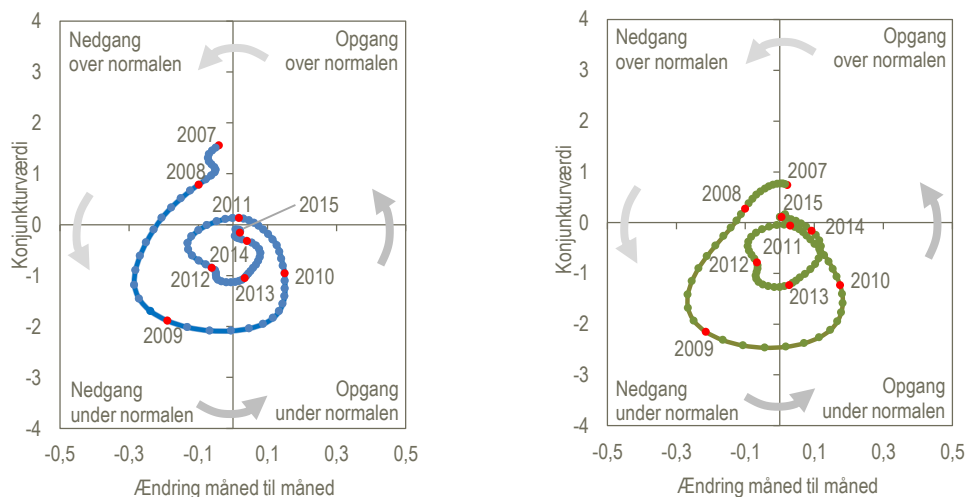 4
3
2
1
0
-1
-2
-3
-4
Konjunkturværdi
Nedgang
over normalen
Opgang
over normalen
2007
2008
2011
2015
2014
2012
2013
2010
2009
Nedgang
under normalen
Opgang
under normalen
-0,5
-0,3
-0,1
0,1
0,3
0,5
Ændring måned til måned
4
3
2
1
0
-1
-2
-3
-4
Konjunkturværdi
Nedgang
over normalen
Opgang
over normalen
2007
2008
2015
2014
2011
2012
2010
2013
2009
Nedgang
under normalen
Opgang
under normalen
-0,5
-0,3
-0,1
0,1
0,3
0,5
Ændring måned til måned